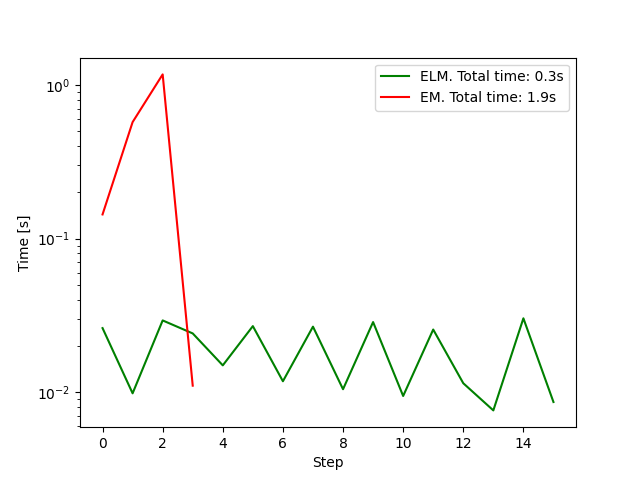 ELM. Total time: 0.3s
EM. Total time: 1.9s
10⁰
10⁻¹
10⁻²
Time [s]
0 2 4 6 8 10 12 14
Step